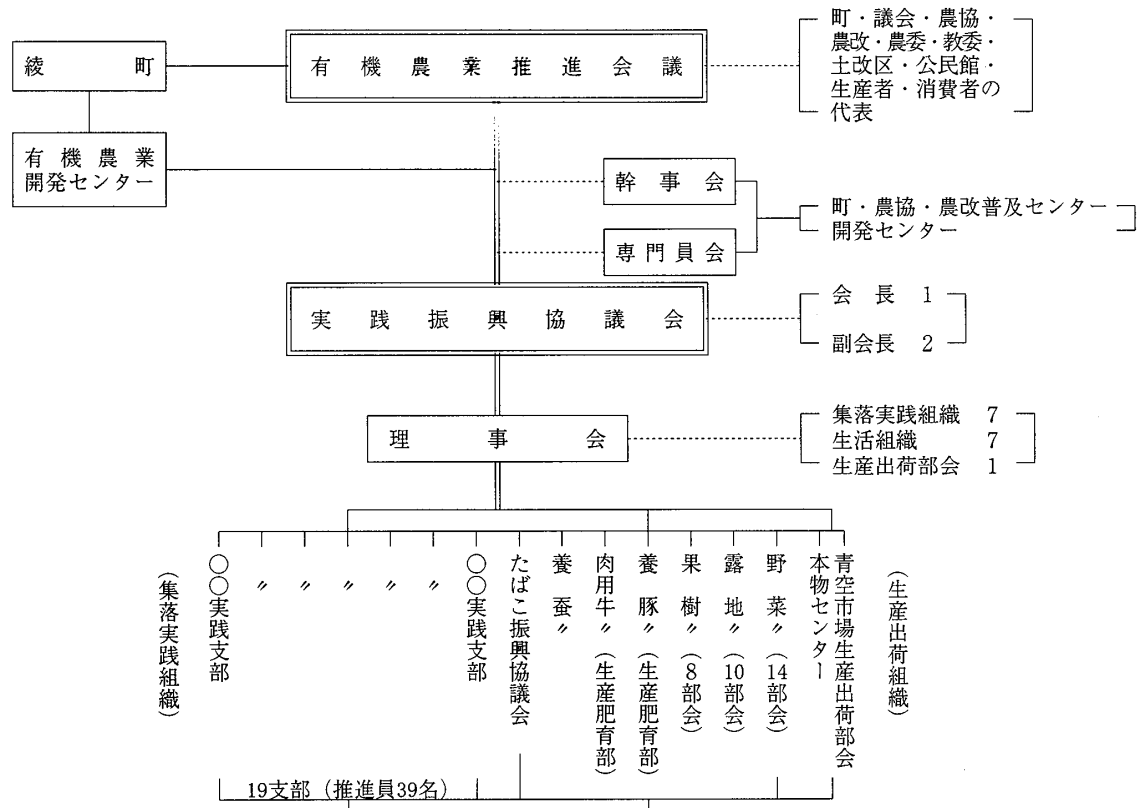 綾町
有機農業推進会議
町・議会・農協・
農改・農委・教委・
土改区・公民館・
生産者・消費者の
代表
有機農業
開発センター
幹事会
専門員会
町・農協・農改普及センター
開発センター
実践振興協議会
会長 1
副会長 2
理事会
集落実践組織 7
生活組織 7
生産出荷部会 1
(集落実践組織)
〇〇実践支部
〃
〃
〃
〃
〃
〇〇実践支部
たばこ振興協議会
養蚕〃
肉用牛〃(生産肥育部)
養豚〃(生産肥育部)
果樹〃(8部会)
露地〃(10部会)
野菜〃(14部会)
本物センター
青空市場生産出荷部会
(生産出荷組織)
19支部(推進員39名)